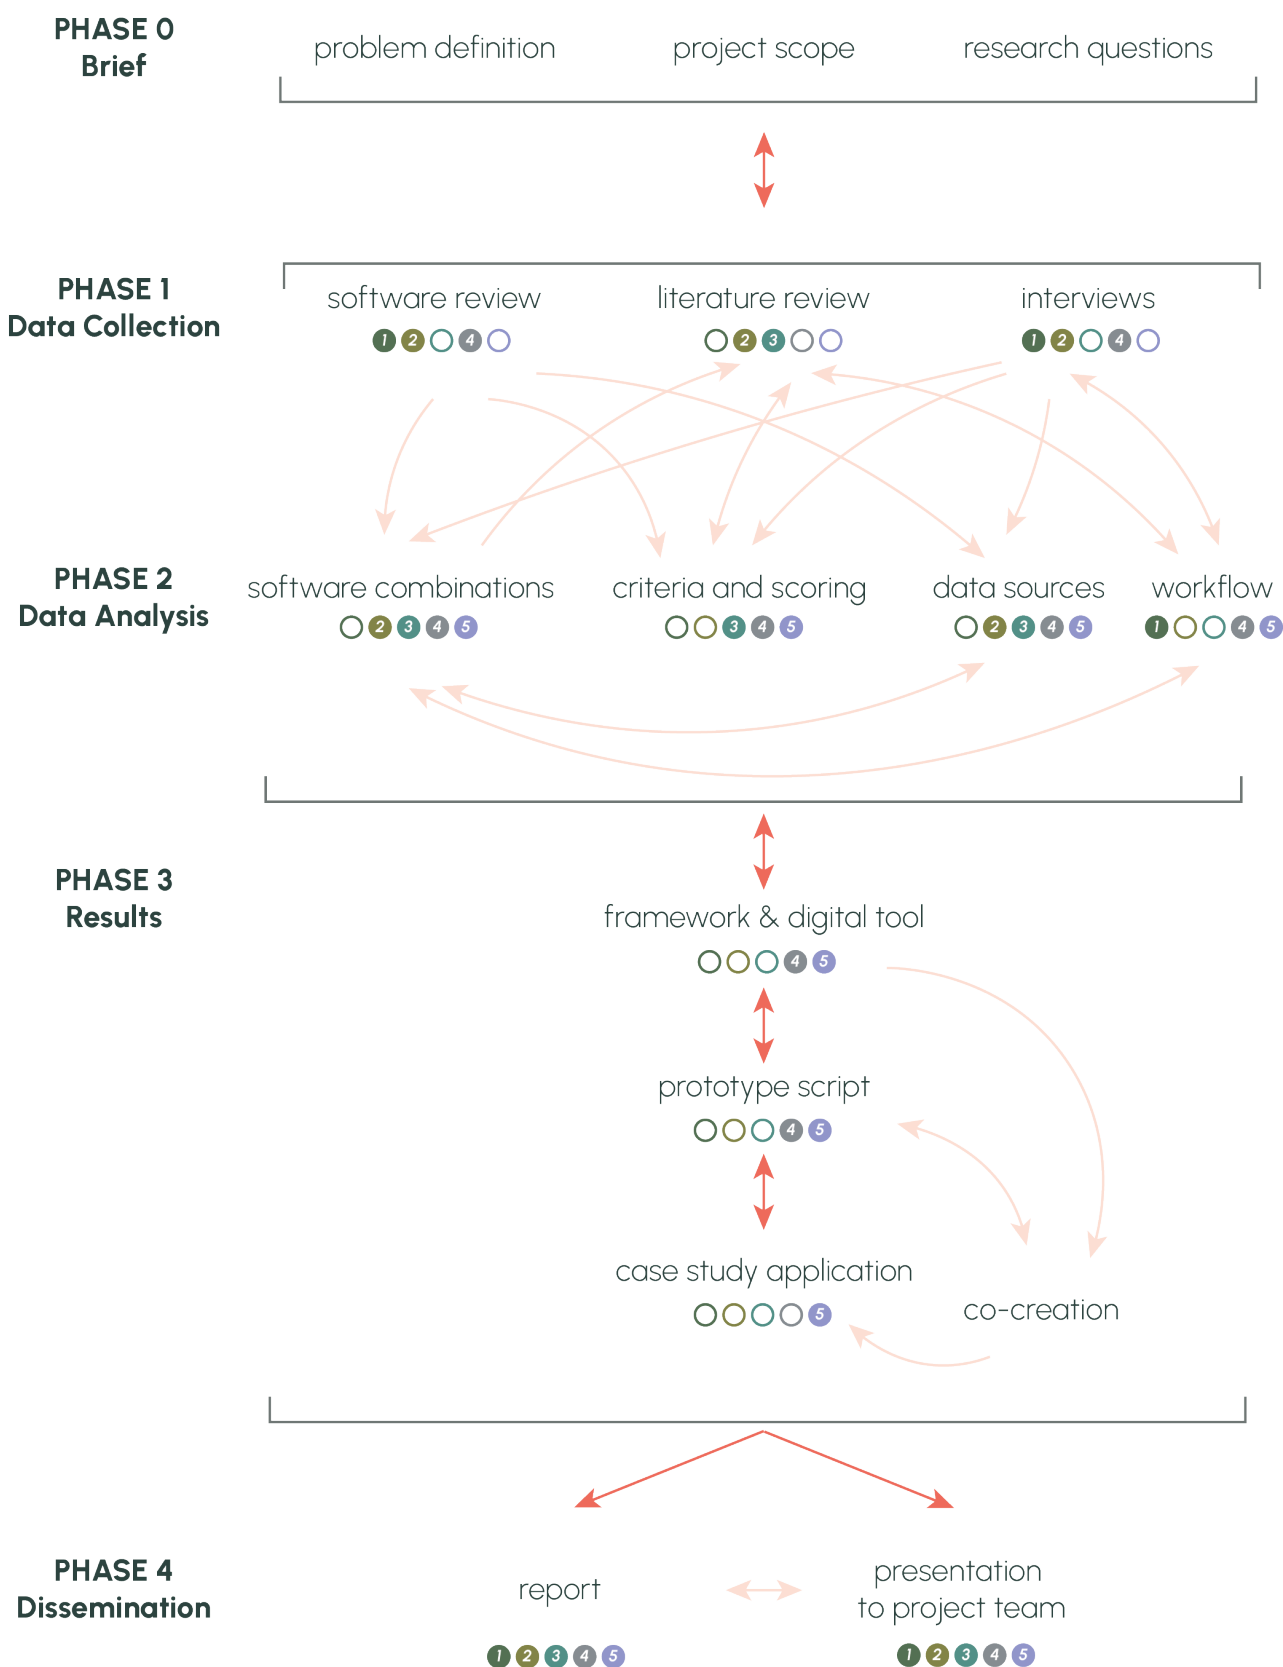 PHASE 0
Brief
problem definition
project scope
research questions
PHASE 1
Data Collection
software review
literature review
interviews
1 2 4
2 3
1 2 4
PHASE 2
Data Analysis
software combinations
criteria and scoring
data sources
workflow
2 3 4 5
3 4 5
2 3 4 5
1 4 5
PHASE 3
Results
framework & digital tool
4 5
prototype script
4 5
case study application
5
co-creation
PHASE 4
Dissemination
report
presentation
to project team
1 2 3 4 5
1 2 3 4 5